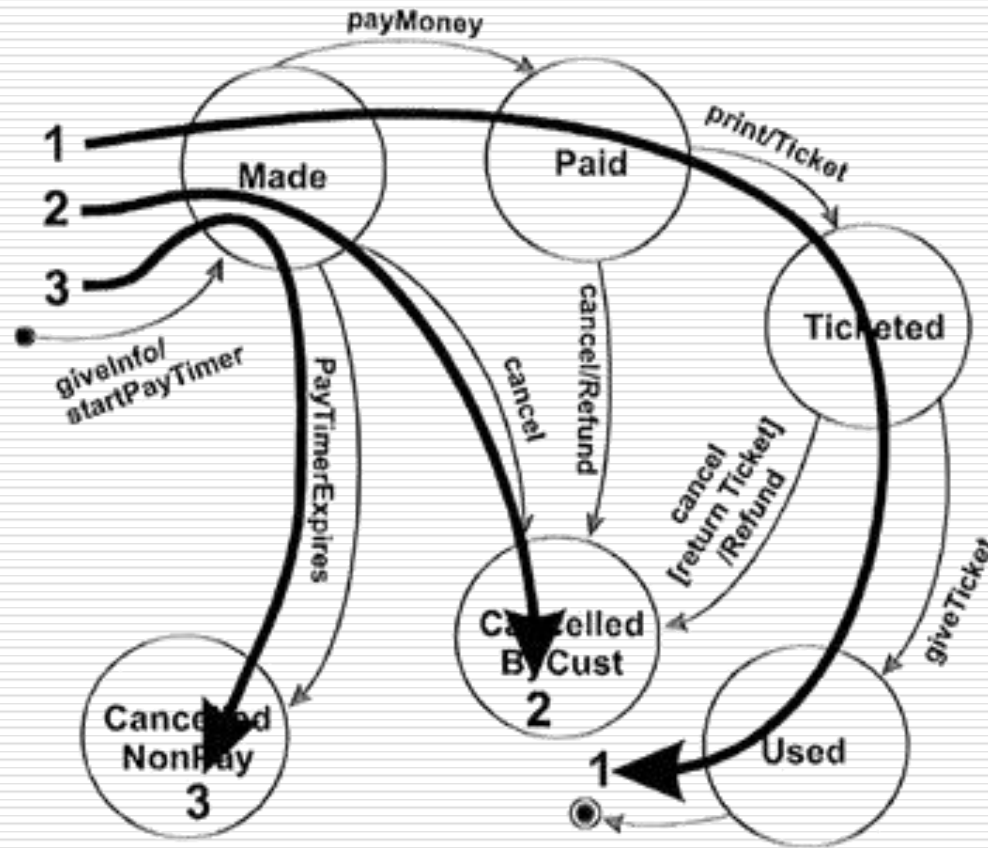 payMoney
1
Made
Paid
print/Ticket
2
3
giveInfo/
startPayTimer
Ticketed
PayTimerExpires
cancel
cancel/Refund
cancel
[return Ticket]
/Refund
giveTicket
Cancelled
ByCust
2
Cancelled
NonPay
3
1
Used